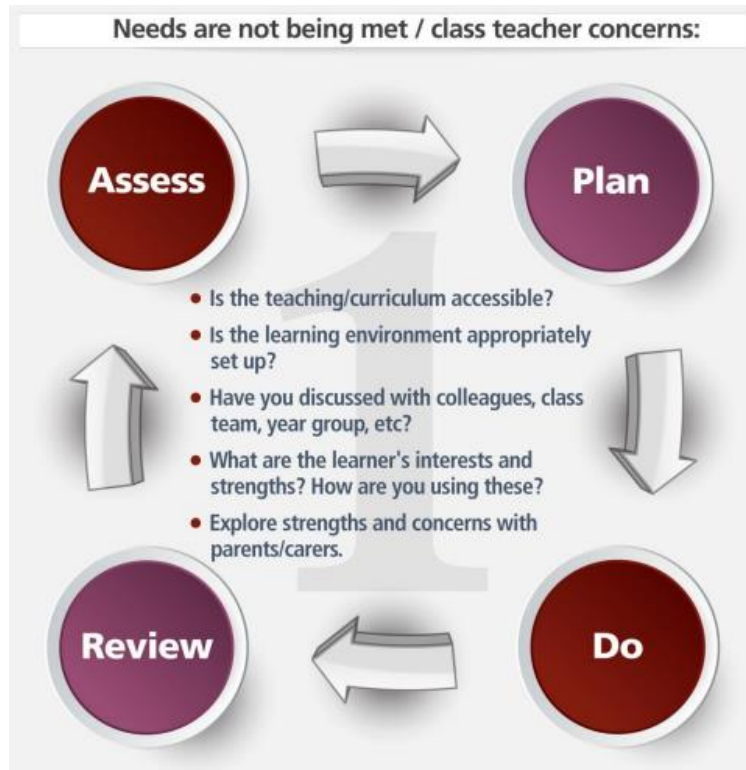 Needs are not being met / class teacher concerns:
Assess
Plan
1
• Is the teaching/curriculum accessible?
• Is the learning environment appropriately
set up?
• Have you discussed with colleagues, class
team, year group, etc?
• What are the learner's interests and
strengths? How are you using these?
• Explore strengths and concerns with
parents/carers.
Review
Do